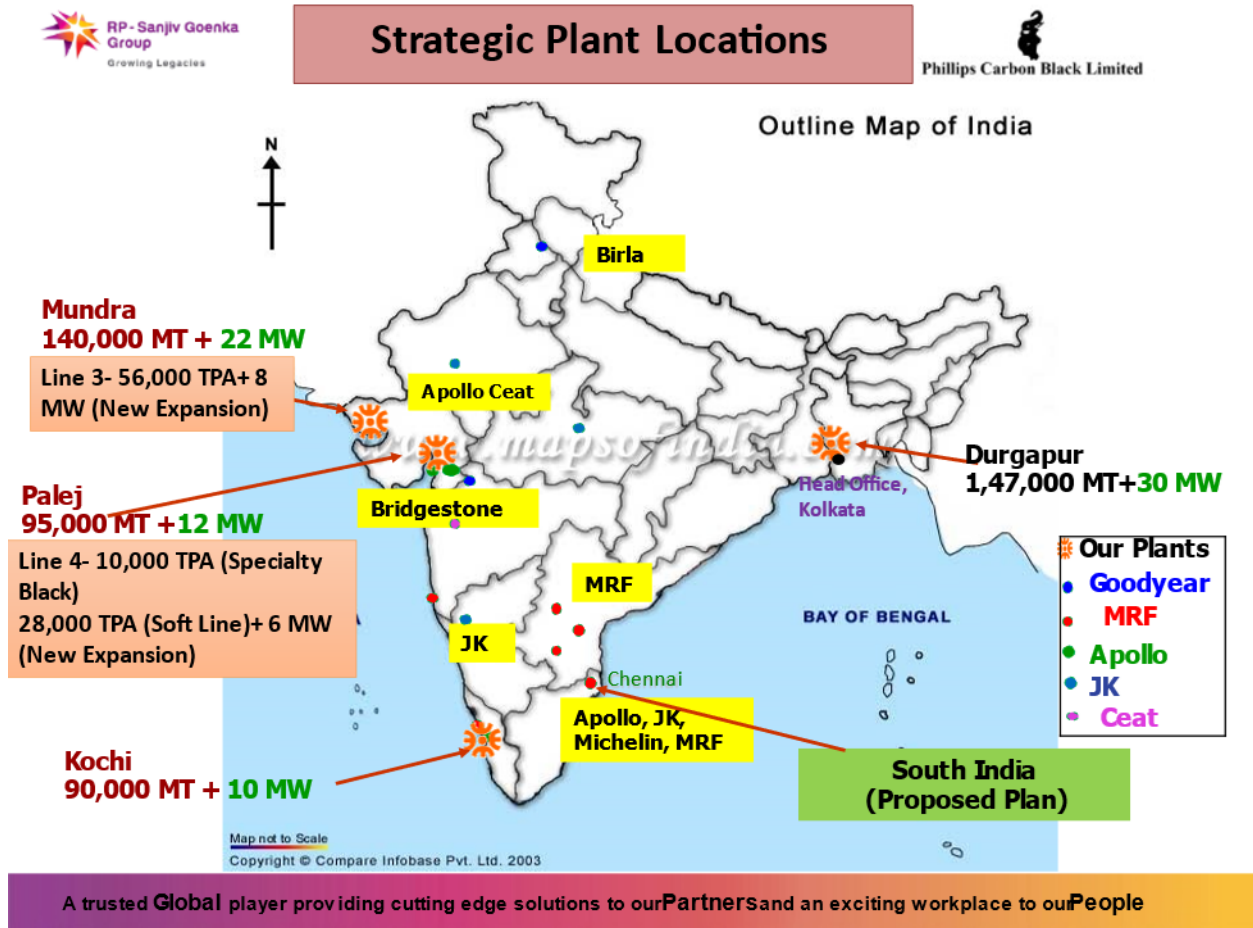 RP - Sanjiv Goenka
Group
Growing Legacies
Strategic Plant Locations
Phillips Carbon Black Limited
Outline Map of India
N
Birla
Mundra
140,000 MT + 22 MW
Line 3- 56,000 TPA+ 8
MW (New Expansion)
Apollo Ceat
www.mapsofindia.com
Durgapur
1,47,000 MT+30 MW
Head Office,
Kolkata
Palej
95,000 MT +12 MW
Bridgestone
Line 4- 10,000 TPA (Specialty
Black)
28,000 TPA (Soft Line)+ 6 MW
(New Expansion)
A
MRF
JK
Our Plants
Goodyear
MRF
Apollo
JK
Ceat
BAY OF BENGAL
Chennai
Apollo, JK,
Michelin, MRF
Kochi
90,000 MT + 10 MW
South India
(Proposed Plan)
Map not to Scale
Copyright © Compare Infobase Pvt. Ltd. 2003
A trusted Global player providing cutting edge solutions to ourPartnersand an exciting workplace to ourPeople